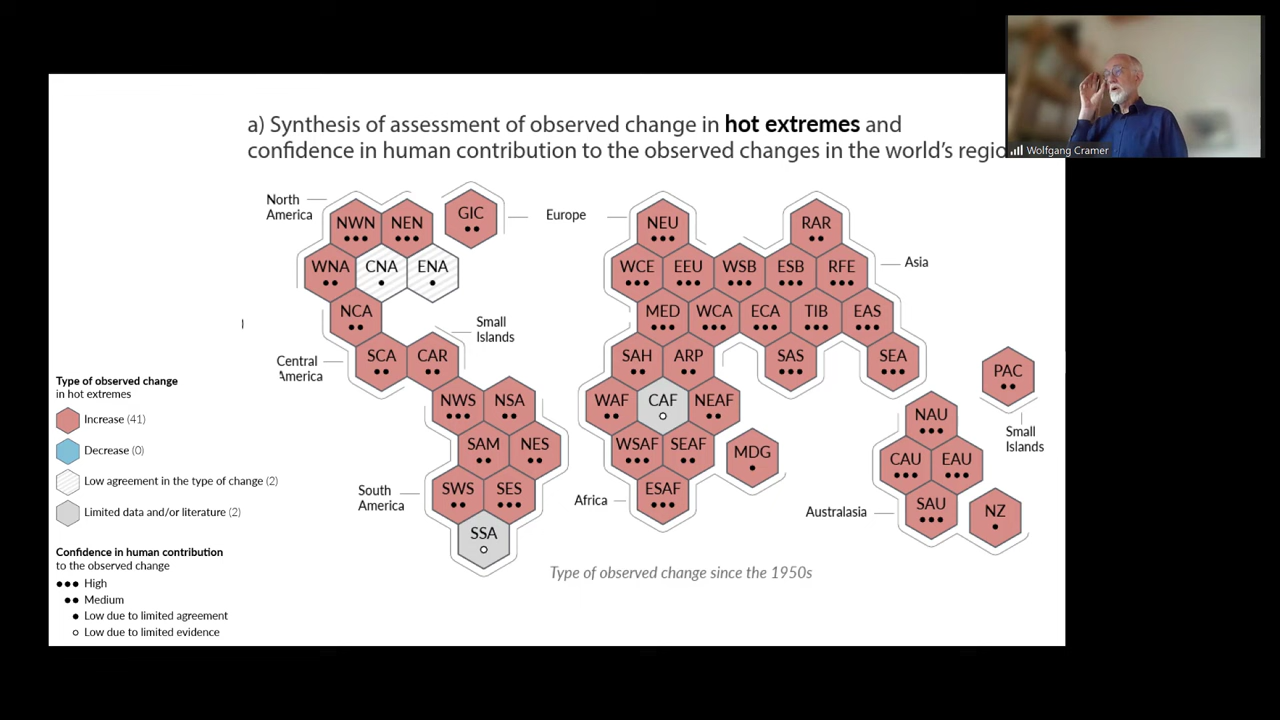 Wolfgang Cramer
a) Synthesis of assessment of observed change in hot extremes and
confidence in human contribution to the observed changes in the world's regio
North
America
NWN
NEN
GIC
Europe
NEU
RAR
WNA
CNA
ENA
WCE
EEU
WSB
ESB
RFE
Asia
NCA
Small
Islands
MED
WCA
ECA
TIB
EAS
Central
America
SCA
CAR
SAH
ARP
SAS
SEA
PAC
Small
Islands
NWS
NSA
WAF
CAF
NEAF
NAU
SAM
NES
WSAF
SEAF
MDG
CAU
EAU
South
America
SWS
SES
Africa
ESAF
Australasia
SAU
NZ
SSA
Type of observed change since the 1950s
Type of observed change
in hot extremes
Increase (41)
Decrease (0)
Low agreement in the type of change (2)
Limited data and/or literature (2)
Confidence in human contribution
to the observed change
High
Medium
Low due to limited agreement
Low due to limited evidence